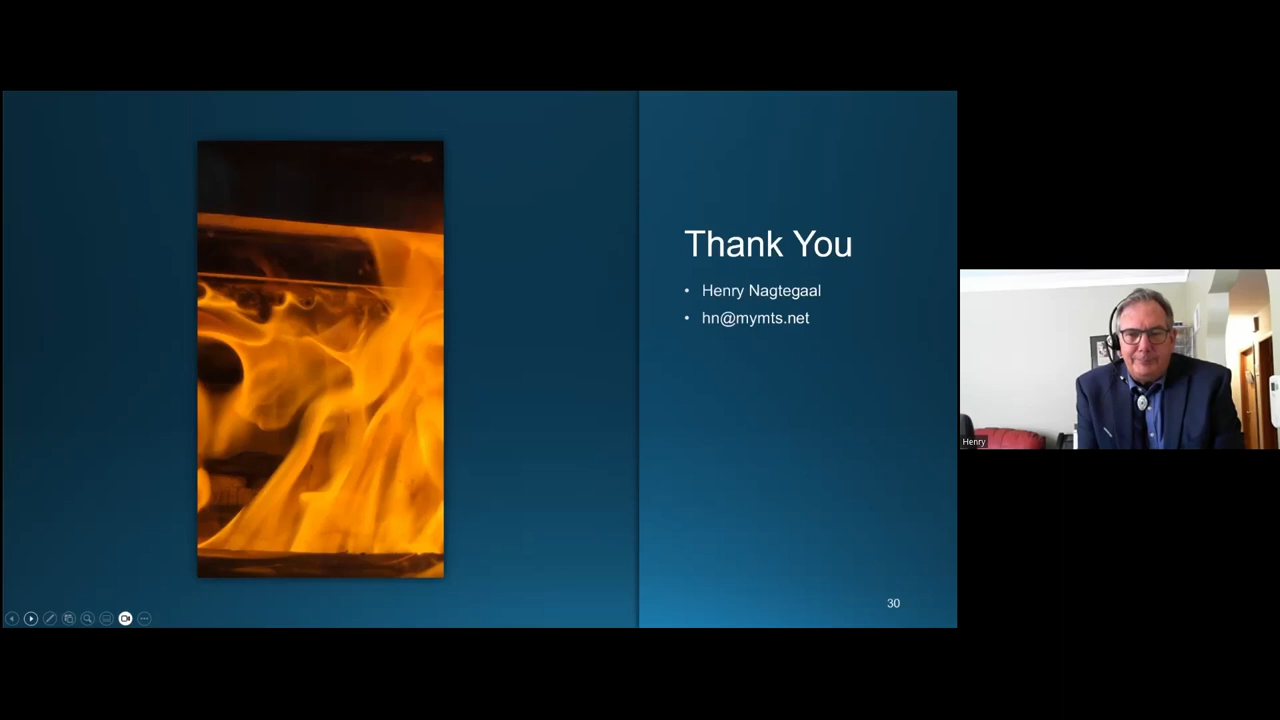 Thank You
• Henry Nagtegaal
• hn@mymts.net
30
Henry